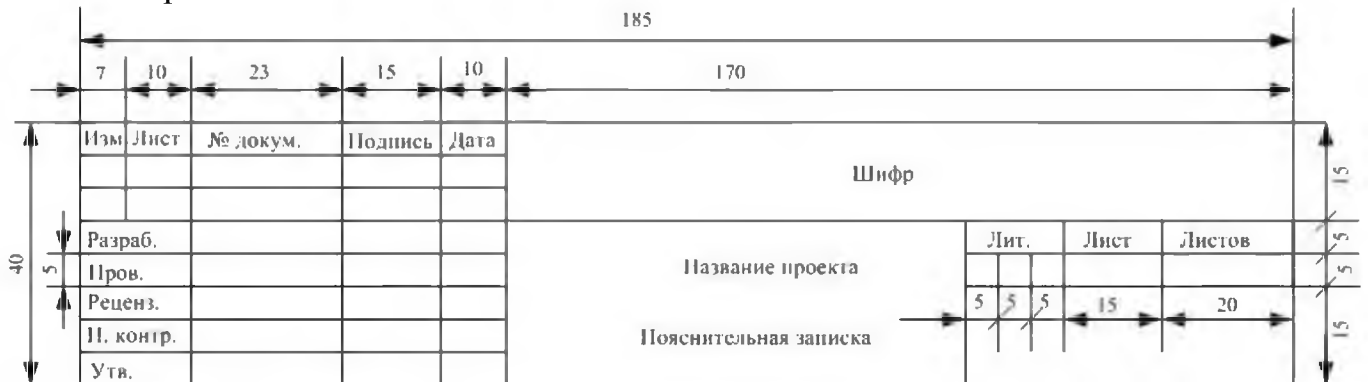 185
7 10 23 15 10 170
Изм Лист № докум. Подпись Дата
Шифр
15
Разраб.
Лит. Лист Листов
5
40
5
Пров.
Название проекта
5
Реценз.
5 5 5 15 20
Н. контр.
Пояснительная записка
15
Утв.